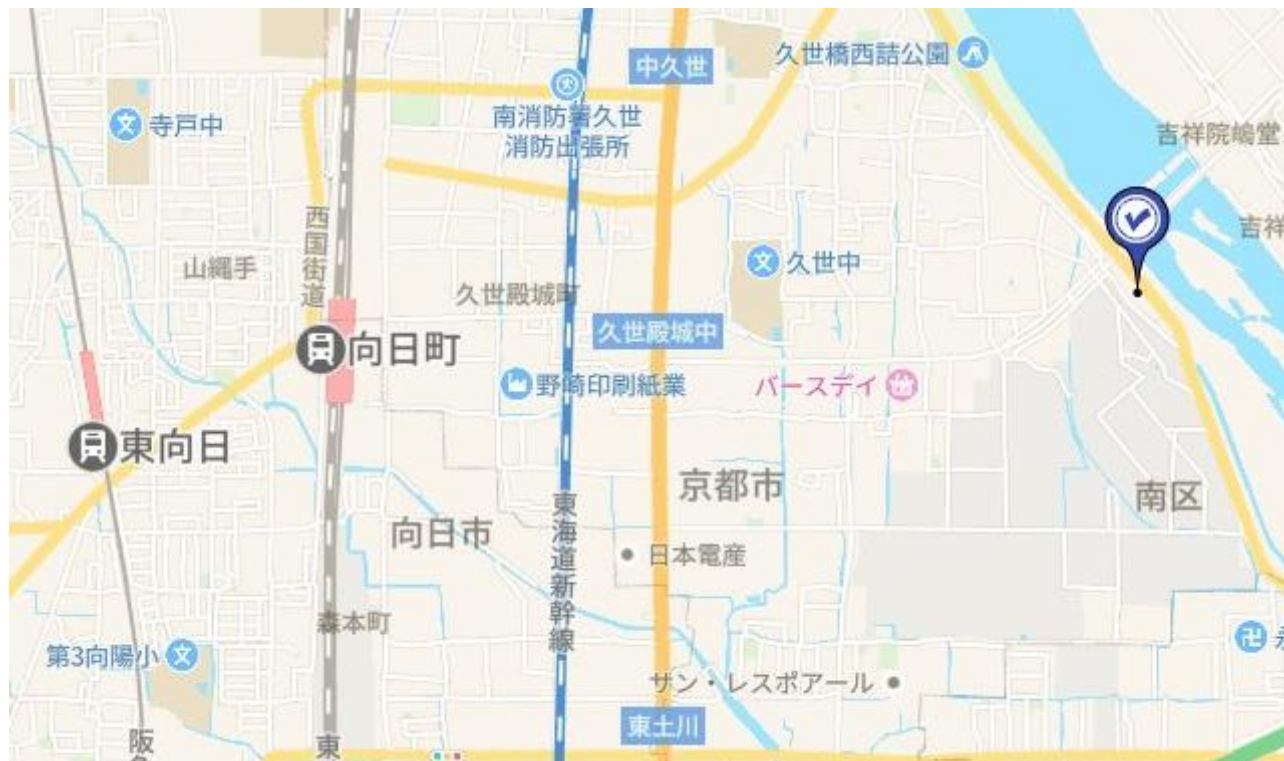 中久世
久世橋西詰公園
寺戸中
南消防署久世
消防出張所
吉祥院嶋堂
吉祥
西国街道
山縄手
久世中
久世殿城町
久世殿城中
向日町
野崎印刷紙業
バースデイ
東向日
京都市
南区
向日市
東海道新幹線
日本電産
森本町
第3向陽小
サン・レスポアール
東土川
阪
東